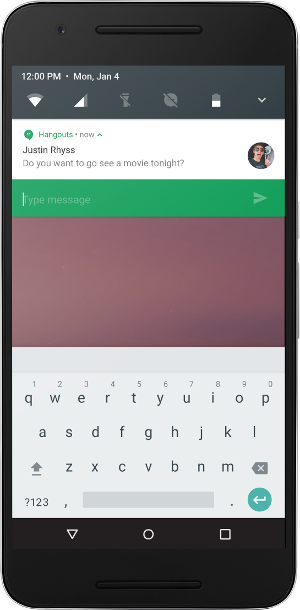 12:00 PM • Mon, Jan 4
Hangouts • now
Justin Rhyss
Do you want to go see a movie tonight?
Type message
1 2 3 4 5 6 7 8 9 0
q w e r t y u i o p
a s d f g h j k l
z x c v b n m
?123 , .